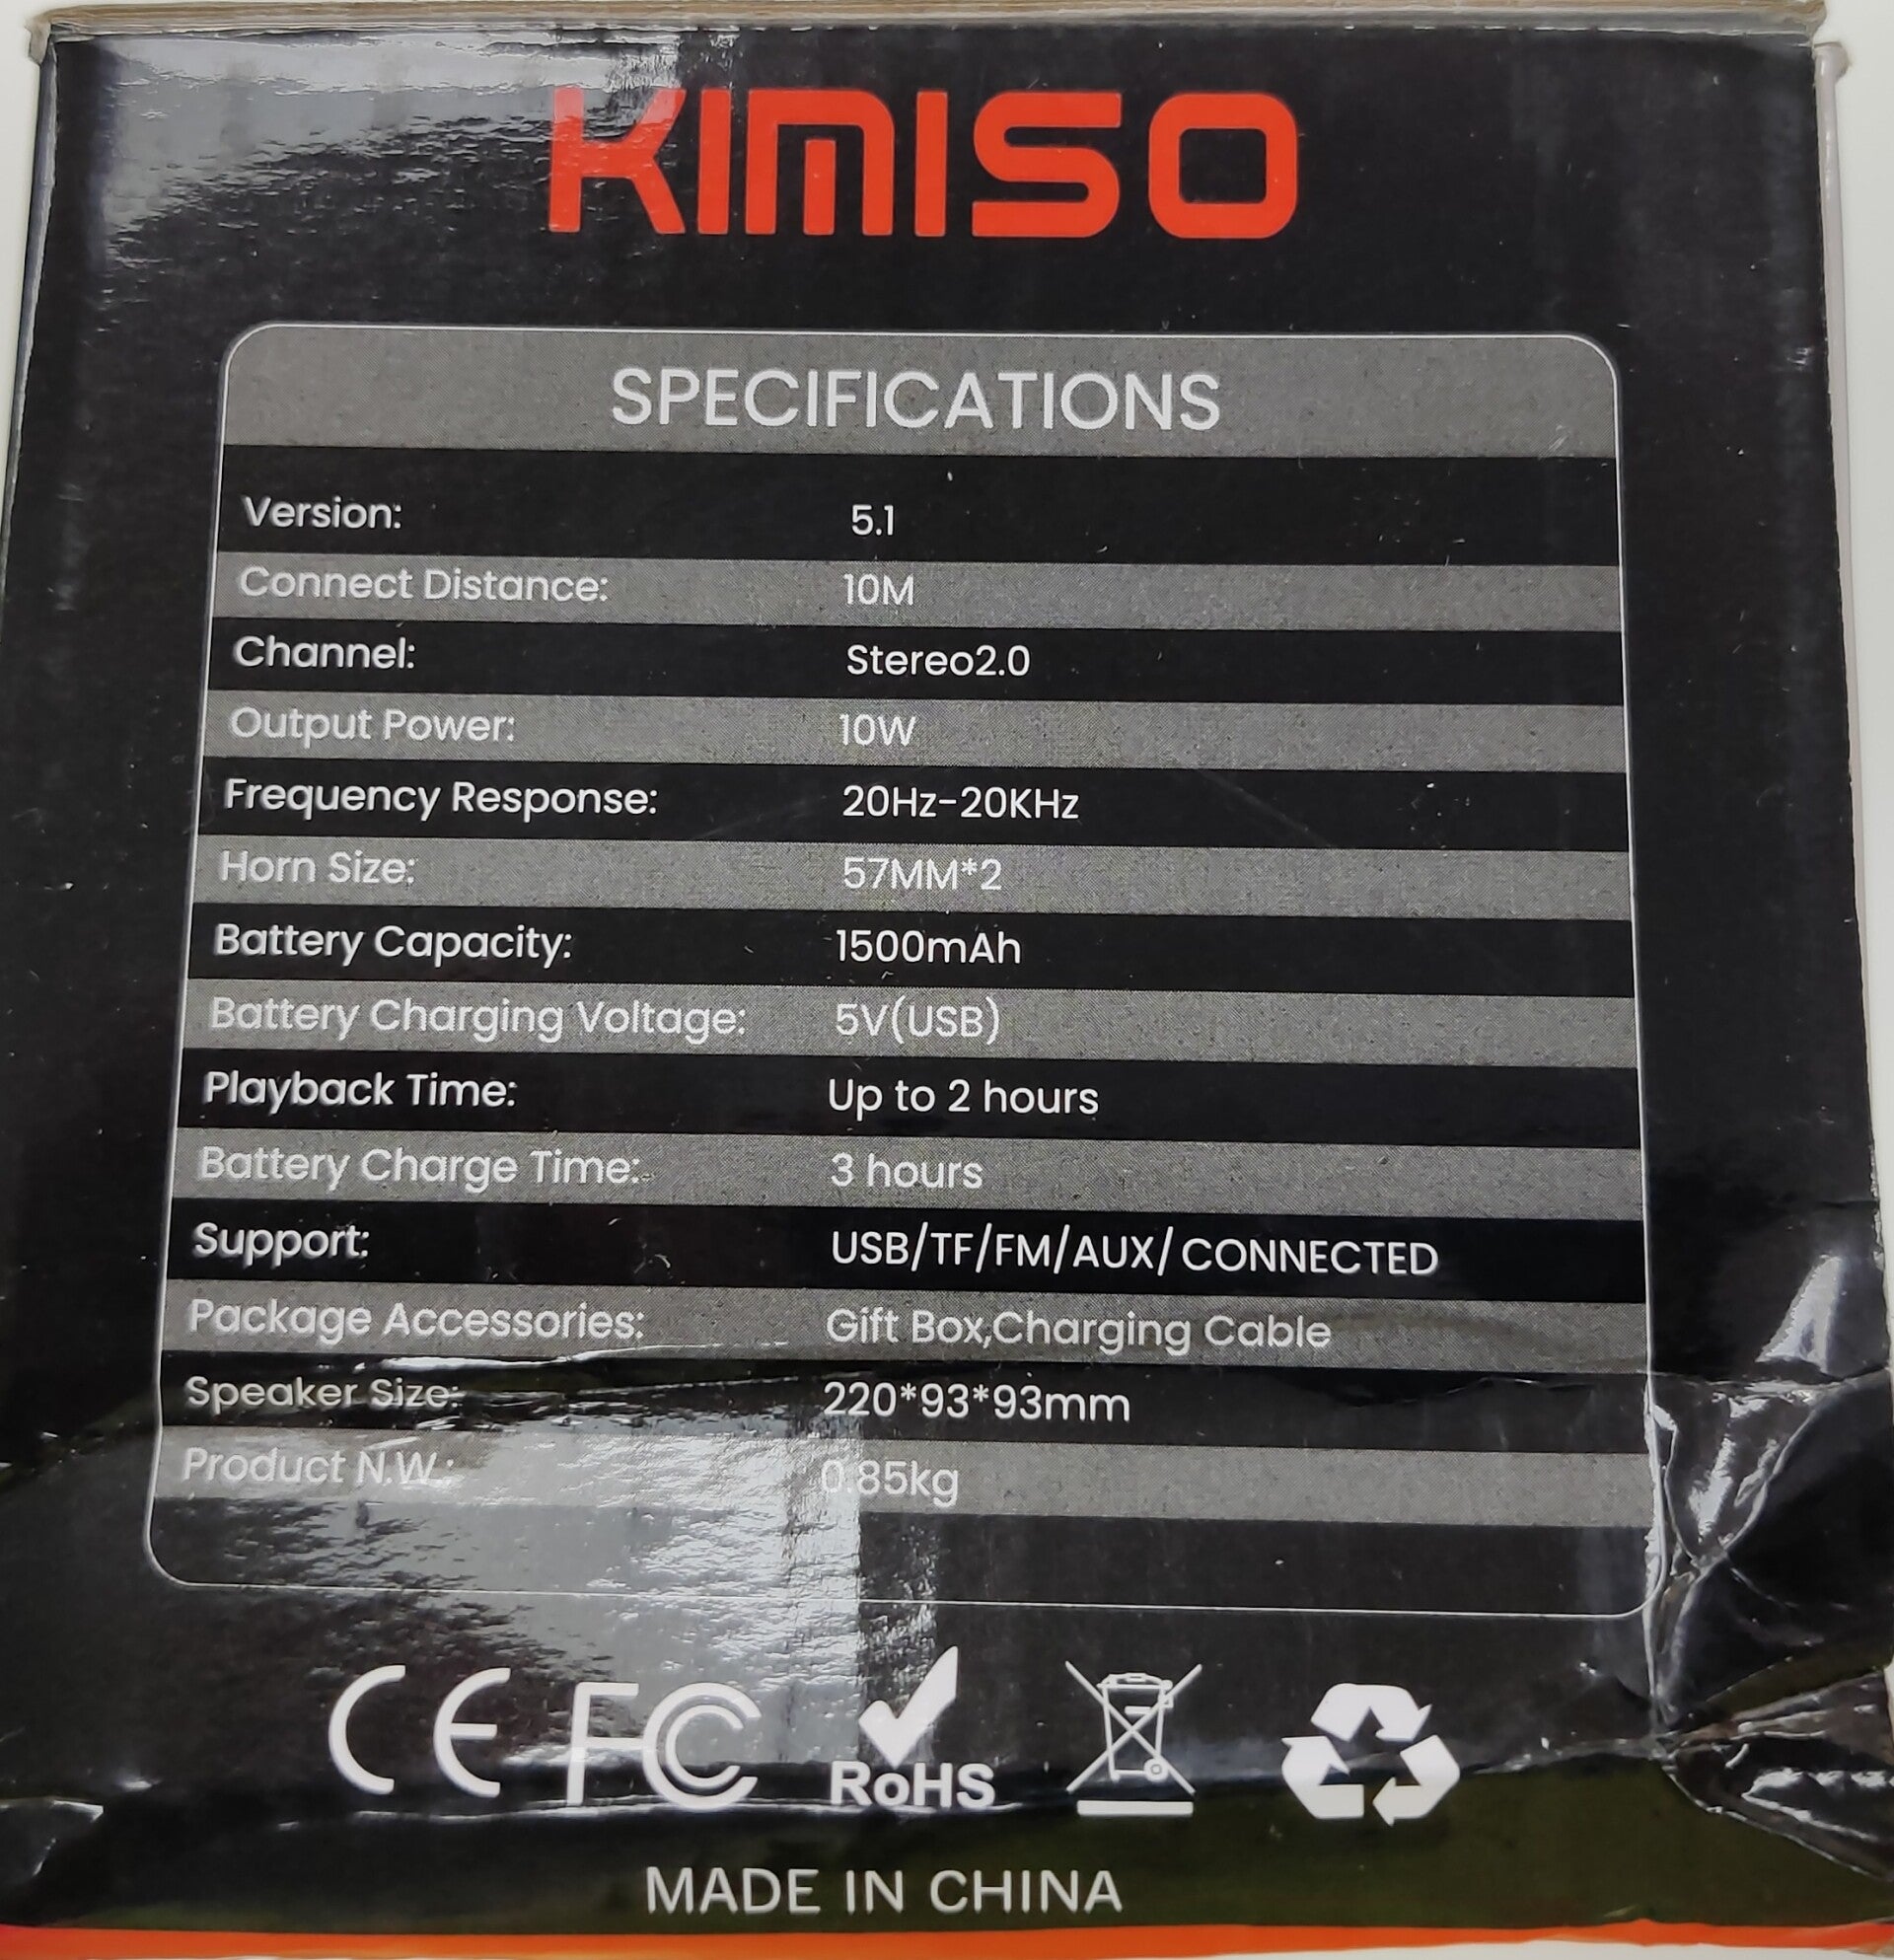 KIMISO
SPECIFICATIONS
Version: 5.1
Connect Distance: 10M
Channel: Stereo2.0
Output Power: 10W
Frequency Response: 20Hz-20KHz
Horn Size: 57MM*2
Battery Capacity: 1500mAh
Battery Charging Voltage: 5V(USB)
Playback Time: Up to 2 hours
Battery Charge Time: 3 hours
Support: USB/TF/FM/AUX/CONNECTED
Package Accessories: Gift Box,Charging Cable
Speaker Size: 220*93*93mm
Product N.W.: 0.85kg
CE FC RoHS
MADE IN CHINA